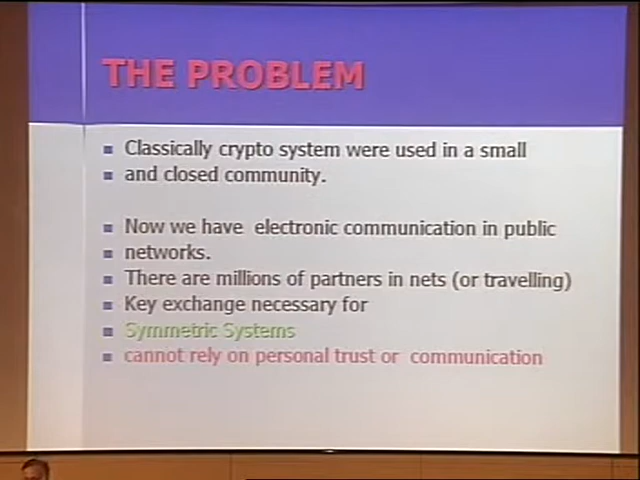 THE PROBLEM
Classically crypto system were used in a small
and closed community.
Now we have electronic communication in public
networks.
There are millions of partners in nets (or travelling)
Key exchange necessary for
Symmetric Systems
cannot rely on personal trust or communication